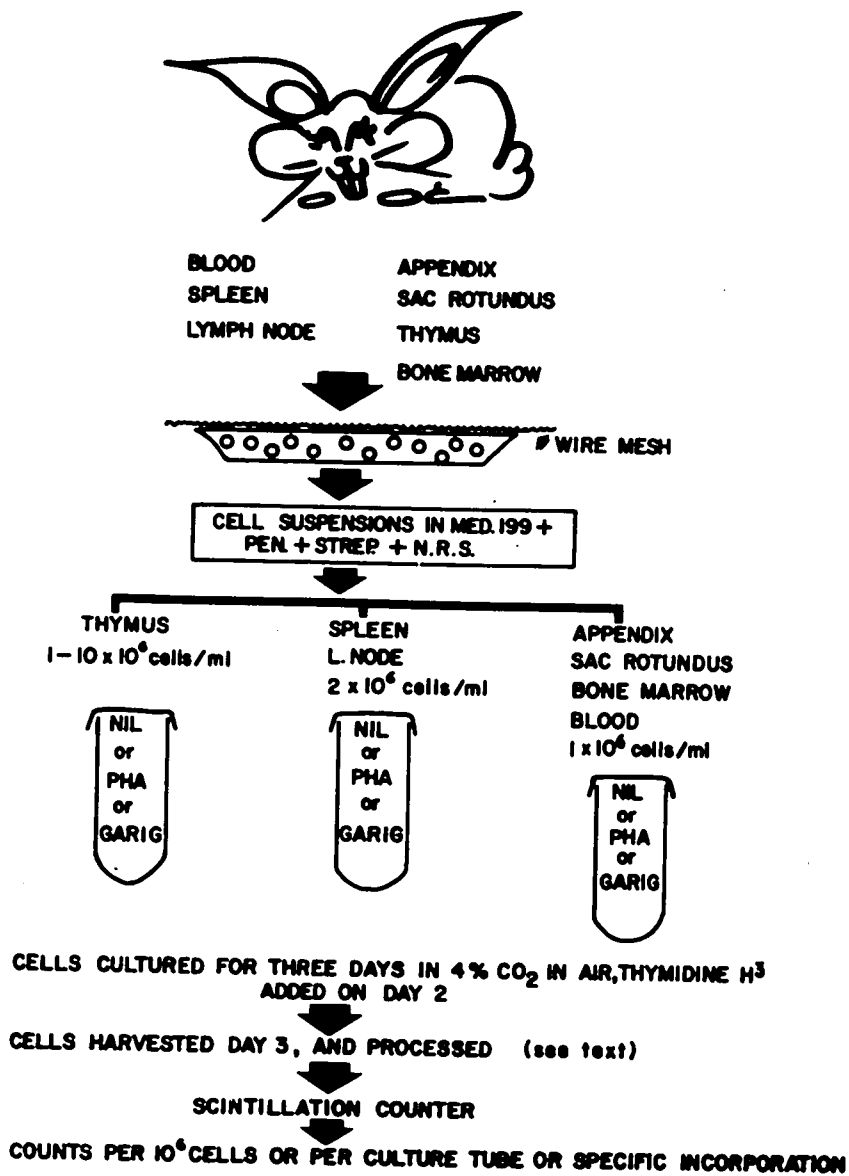 BLOOD
SPLEEN
LYMPH NODE
APPENDIX
SAC ROTUNDUS
THYMUS
BONE MARROW
WIRE MESH
CELL SUSPENSIONS IN MED. 199 +
PEN. + STREP. + N.R.S.
THYMUS
1-10 x 10⁶ cells/ml
NIL
or
PHA
or
GARIG
SPLEEN
L. NODE
2 x 10⁶ cells/ml
NIL
or
PHA
or
GARIG
APPENDIX
SAC ROTUNDUS
BONE MARROW
BLOOD
1 x 10⁶ cells/ml
NIL
or
PHA
or
GARIG
CELLS CULTURED FOR THREE DAYS IN 4% CO₂ IN AIR, THYMIDINE H³
ADDED ON DAY 2
CELLS HARVESTED DAY 3, AND PROCESSED (see text)
SCINTILLATION COUNTER
COUNTS PER 10⁶ CELLS OR PER CULTURE TUBE OR SPECIFIC INCORPORATION